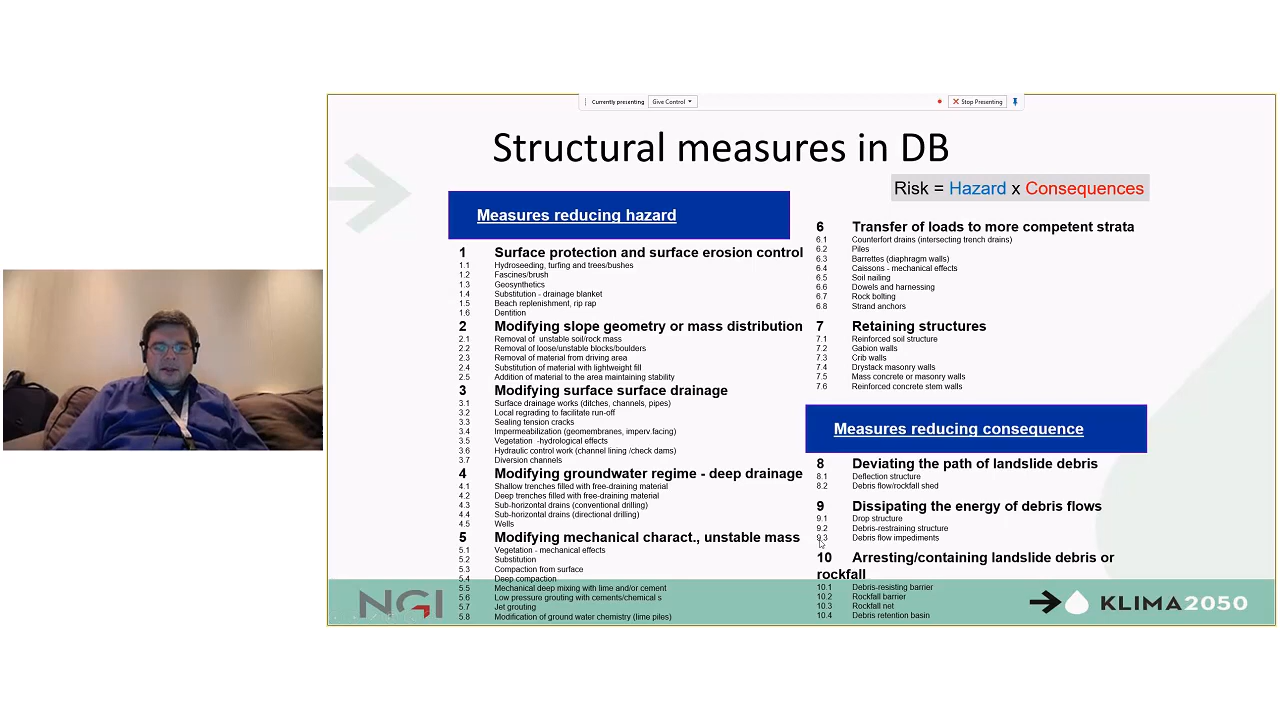 Currently presenting
Give Control
Stop Presenting
Structural measures in DB
Risk = Hazard x Consequences
Measures reducing hazard
1 Surface protection and surface erosion control
1.1 Hydroseeding, turfing and trees/bushes
1.2 Fascines/brush
1.3 Geosynthetics
1.4 Substitution - drainage blanket
1.5 Beach replenishment, rip rap
1.6 Dentition
2 Modifying slope geometry or mass distribution
2.1 Removal of unstable soil/rock mass
2.2 Removal of loose/unstable blocks/boulders
2.3 Removal of material from driving area
2.4 Substitution of material with lightweight fill
2.5 Addition of material to the area maintaining stability
3 Modifying surface surface drainage
3.1 Surface drainage works (ditches, channels, pipes)
3.2 Local regrading to facilitate run-off
3.3 Sealing tension cracks
3.4 Impermeabilization (geomembranes, imperv.facing)
3.5 Vegetation -hydrological effects
3.6 Hydraulic control work (channel lining /check dams)
3.7 Diversion channels
4 Modifying groundwater regime - deep drainage
4.1 Shallow trenches filled with free-draining material
4.2 Deep trenches filled with free-draining material
4.3 Sub-horizontal drains (conventional drilling)
4.4 Sub-horizontal drains (directional drilling)
4.5 Wells
5 Modifying mechanical charact., unstable mass
5.1 Vegetation - mechanical effects
5.2 Substitution
5.3 Compaction from surface
5.4 Deep compaction
5.5 Mechanical deep mixing with lime and/or cement
5.6 Low pressure grouting with cements/chemical s
5.7 Jet grouting
5.8 Modification of ground water chemistry (lime piles)
6 Transfer of loads to more competent strata
6.1 Counterfort drains (intersecting trench drains)
6.2 Piles
6.3 Barrettes (diaphragm walls)
6.4 Caissons - mechanical effects
6.5 Soil nailing
6.6 Dowels and harnessing
6.7 Rock bolting
6.8 Strand anchors
7 Retaining structures
7.1 Reinforced soil structure
7.2 Gabion walls
7.3 Crib walls
7.4 Drystack masonry walls
7.5 Mass concrete or masonry walls
7.6 Reinforced concrete stem walls
Measures reducing consequence
8 Deviating the path of landslide debris
8.1 Deflection structure
8.2 Debris flow/rockfall shed
9 Dissipating the energy of debris flows
9.1 Drop structure
9.2 Debris-restraining structure
9.3 Debris flow impediments
10 Arresting/containing landslide debris or
rockfall
10.1 Debris-resisting barrier
10.2 Rockfall barrier
10.3 Rockfall net
10.4 Debris retention basin
NGI
KLIMA2050